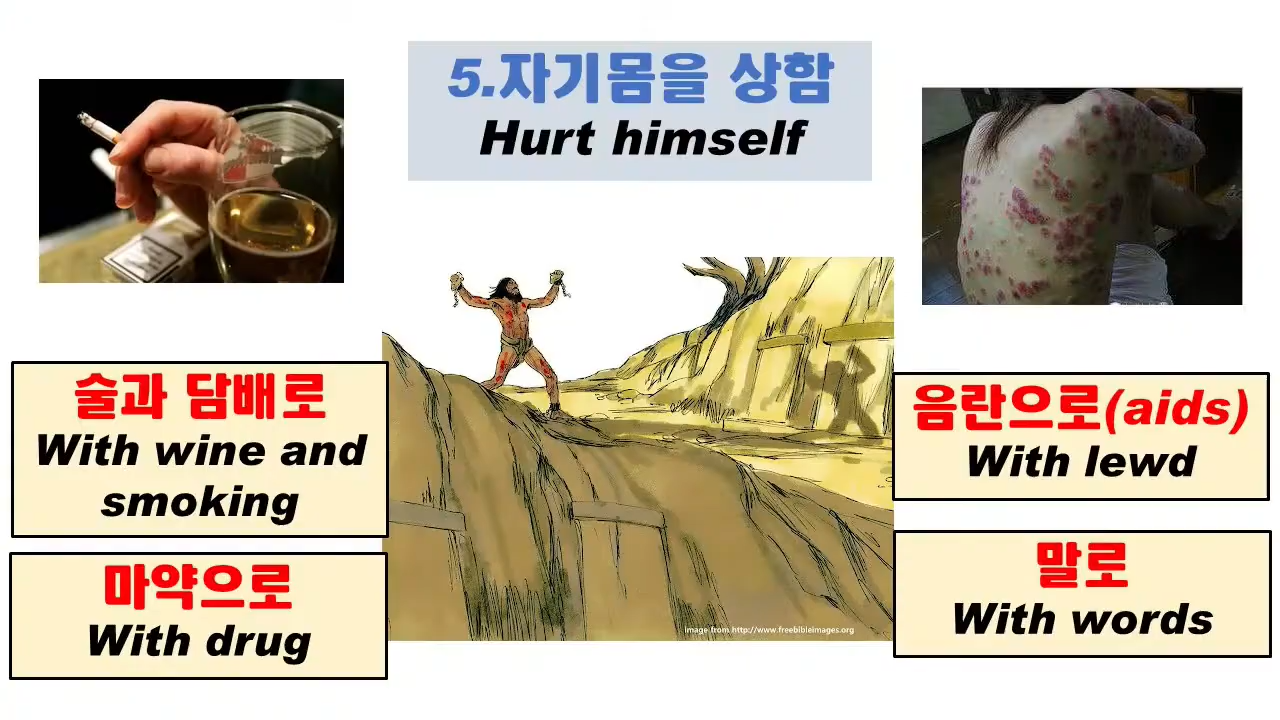 5.자기몸을 상함
Hurt himself
술과 담배로
With wine and
smoking
마약으로
With drug
음란으로(aids)
With lewd
말로
With words
Image from http://www.freebibleimages.org